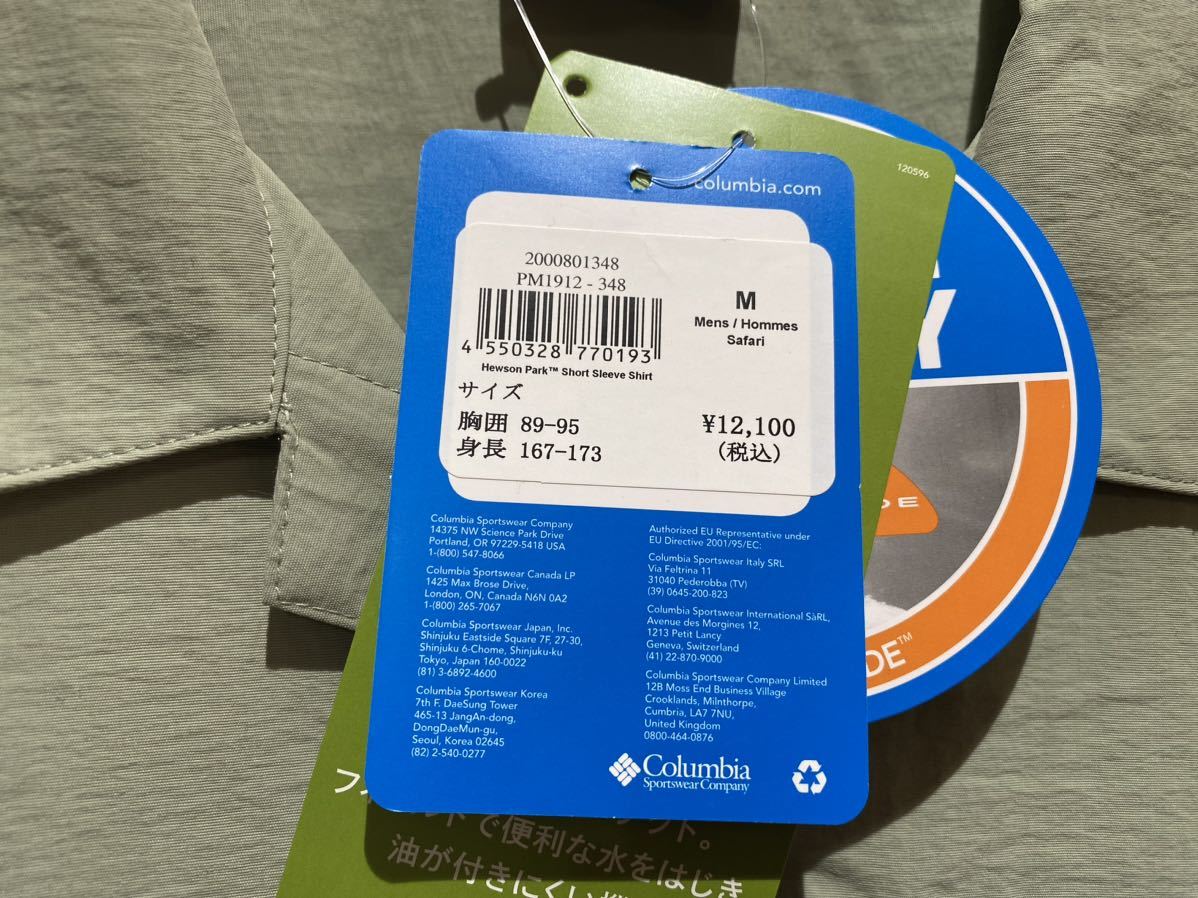 120596
columbia.com
2000801348
PM1912 - 348
4 550328 770193
Hewson Park™ Short Sleeve Shirt
M
Mens / Hommes
Safari
サイズ
胸囲 89-95
身長 167-173
¥12,100
(税込)
Columbia Sportswear Company
14375 NW Science Park Drive
Portland, OR 97229-5418 USA
1-(800) 547-8066
Columbia Sportswear Canada LP
1425 Max Brose Drive,
London, ON, Canada N6N 0A2
1-(800) 265-7067
Columbia Sportswear Japan, Inc.
Shinjuku Eastside Square 7F, 27-30,
Shinjuku 6-Chome, Shinjuku-ku
Tokyo, Japan 160-0022
(81) 3-6892-4600
Columbia Sportswear Korea
7th F. DaeSung Tower
465-13 JangAn-dong,
DongDaeMun-gu,
Seoul, Korea 02645
(82) 2-540-0277
Authorized EU Representative under
EU Directive 2001/95/EC:
Columbia Sportswear Italy SRL
Via Feltrina 11
31040 Pederobba (TV)
(39) 0645-200-823
Columbia Sportswear International SàRL,
Avenue des Morgines 12,
1213 Petit Lancy
Geneva, Switzerland
(41) 22-870-9000
Columbia Sportswear Company Limited
12B Moss End Business Village
Crooklands, Milnthorpe,
Cumbria, LA7 7NU,
United Kingdom
0800-464-0876
Columbia
Sportswear Company
Y
DE
DE™
で便利な水をはじき
油が付きにくい